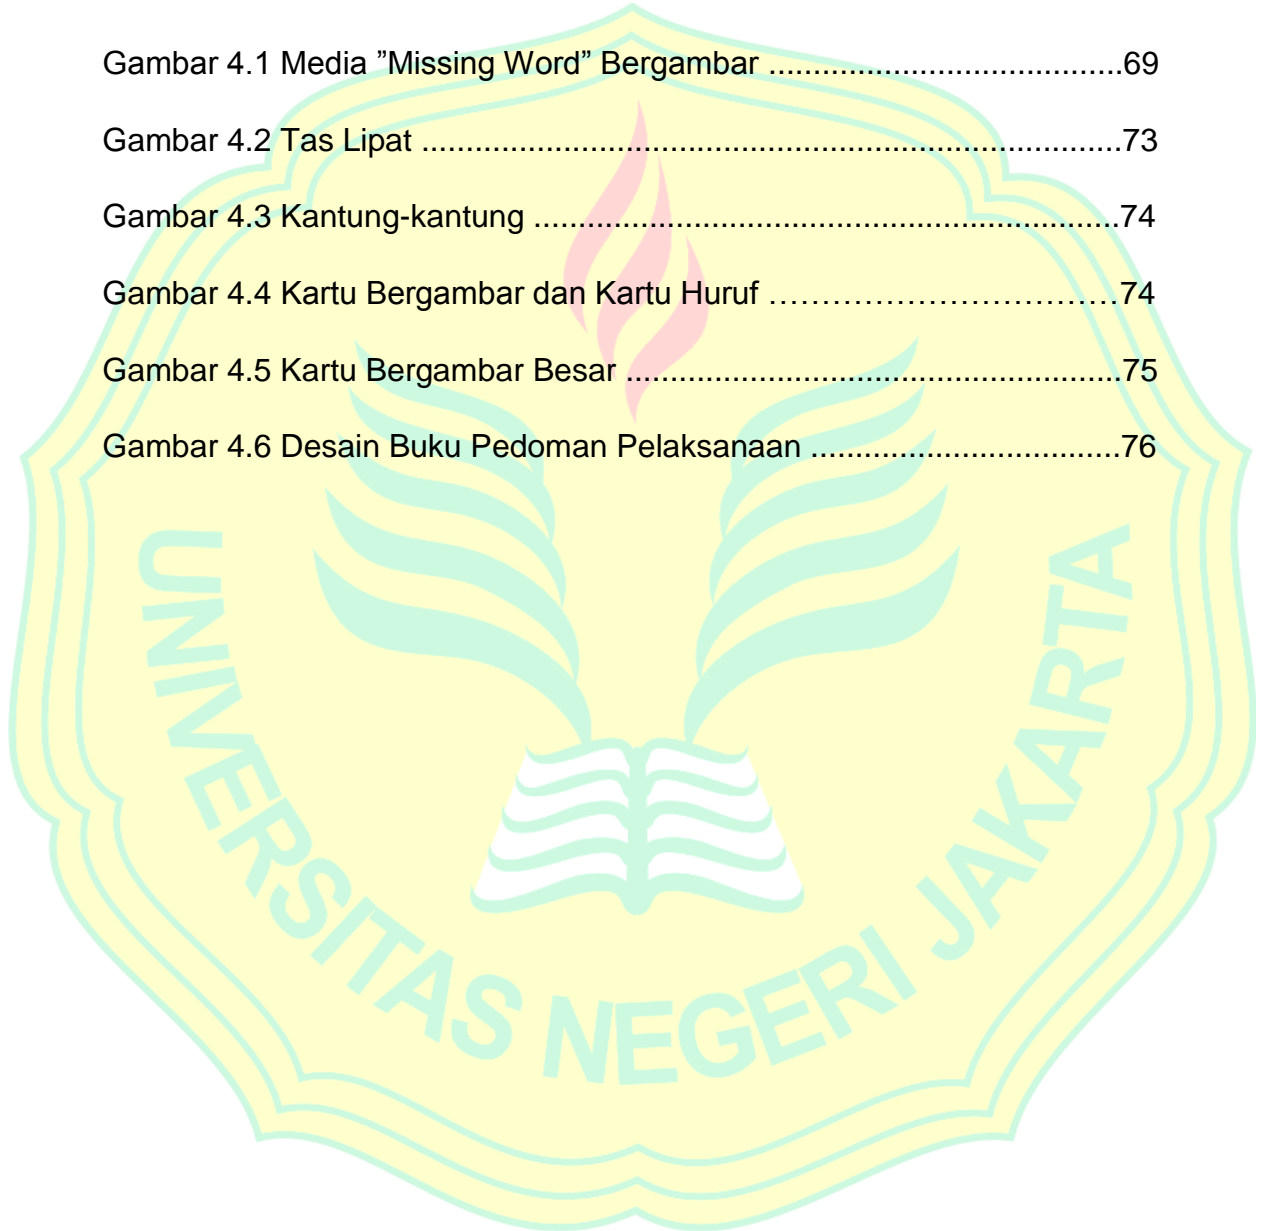 Gambar 4.1 Media ”Missing Word” Bergambar ........................................69
Gambar 4.2 Tas Lipat ...............................................................................73
Gambar 4.3 Kantung-kantung ..................................................................74
Gambar 4.4 Kartu Bergambar dan Kartu Huruf ……………………………74
Gambar 4.5 Kartu Bergambar Besar ........................................................75
Gambar 4.6 Desain Buku Pedoman Pelaksanaan ...................................76
UNIVERSITAS NEGERI JAKARTA